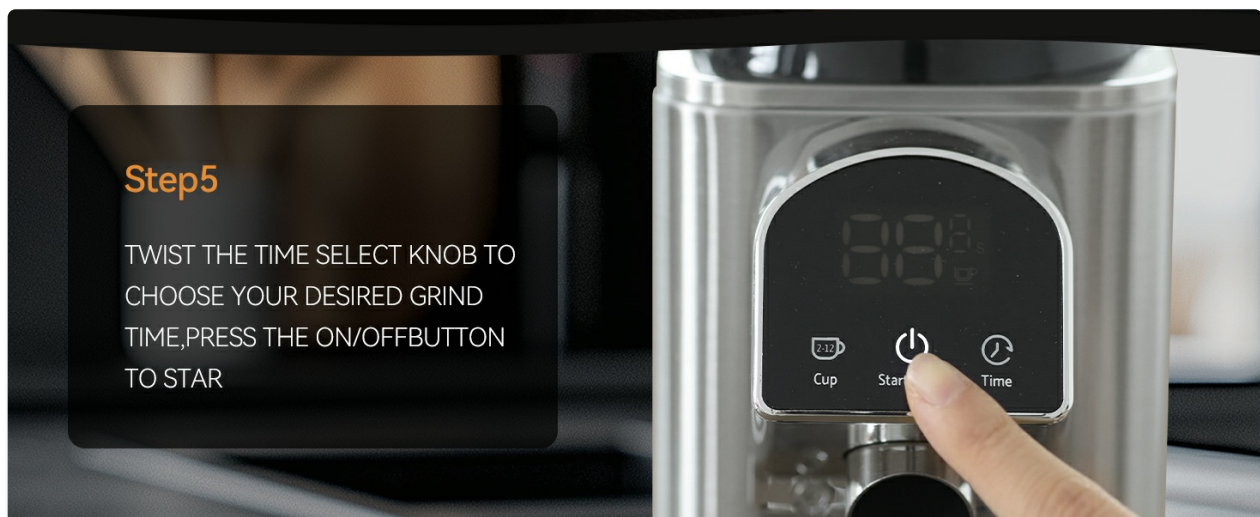 Step5
TWIST THE TIME SELECT KNOB TO
CHOOSE YOUR DESIRED GRIND
TIME,PRESS THE ON/OFFBUTTON
TO STAR
2-12
Cup
Time